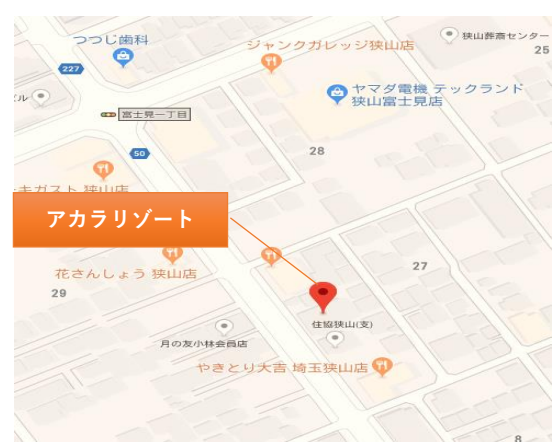 つつじ歯科
ジャンクガレッジ狭山店
狭山葬斎センター
25
227
ヤマダ電機 テックランド
狭山富士見店
ル
富士見一丁目
50
28
キガスト 狭山店
アカラリゾート
花さんしょう 狭山店
27
29
住協狭山(支)
月の友小林会員店
やきとり大吉 埼玉狭山店
8